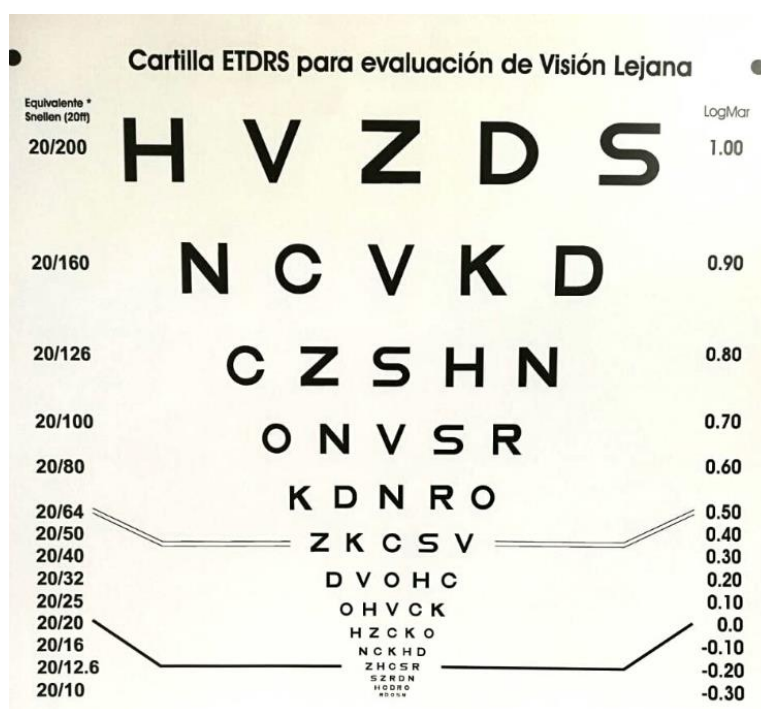 Cartilla ETDRS para evaluación de Visión Lejana
Equivalente *
Snellen (20ft)
LogMar
20/200 H V Z D S 1.00
20/160 N C V K D 0.90
20/126 C Z S H N 0.80
20/100 O N V S R 0.70
20/80 K D N R O 0.60
20/64 Z K C S V 0.50
20/50 D V O H C 0.40
20/40 O H V C K 0.30
20/32 H Z C K O 0.20
20/25 N C K H D 0.10
20/20 Z H C S R 0.0
20/16 S Z R D N -0.10
20/12.6 H C D R O -0.20
20/10 -0.30